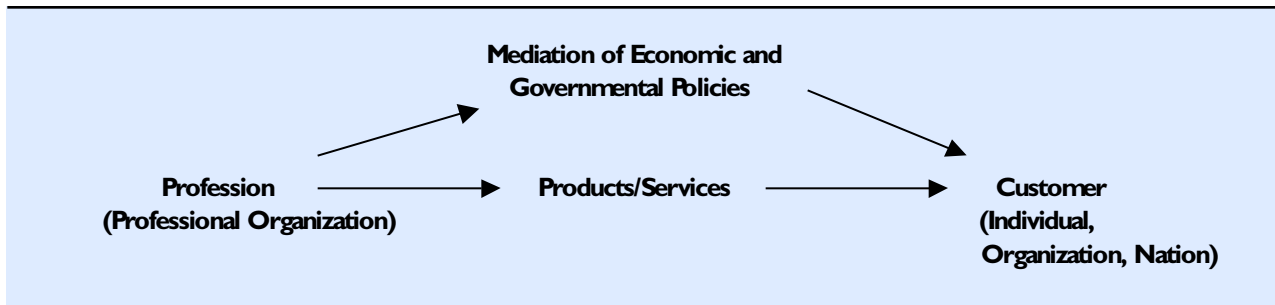 Mediation of Economic and
Governmental Policies
Profession
(Professional Organization)
Products/Services
Customer
(Individual,
Organization, Nation)